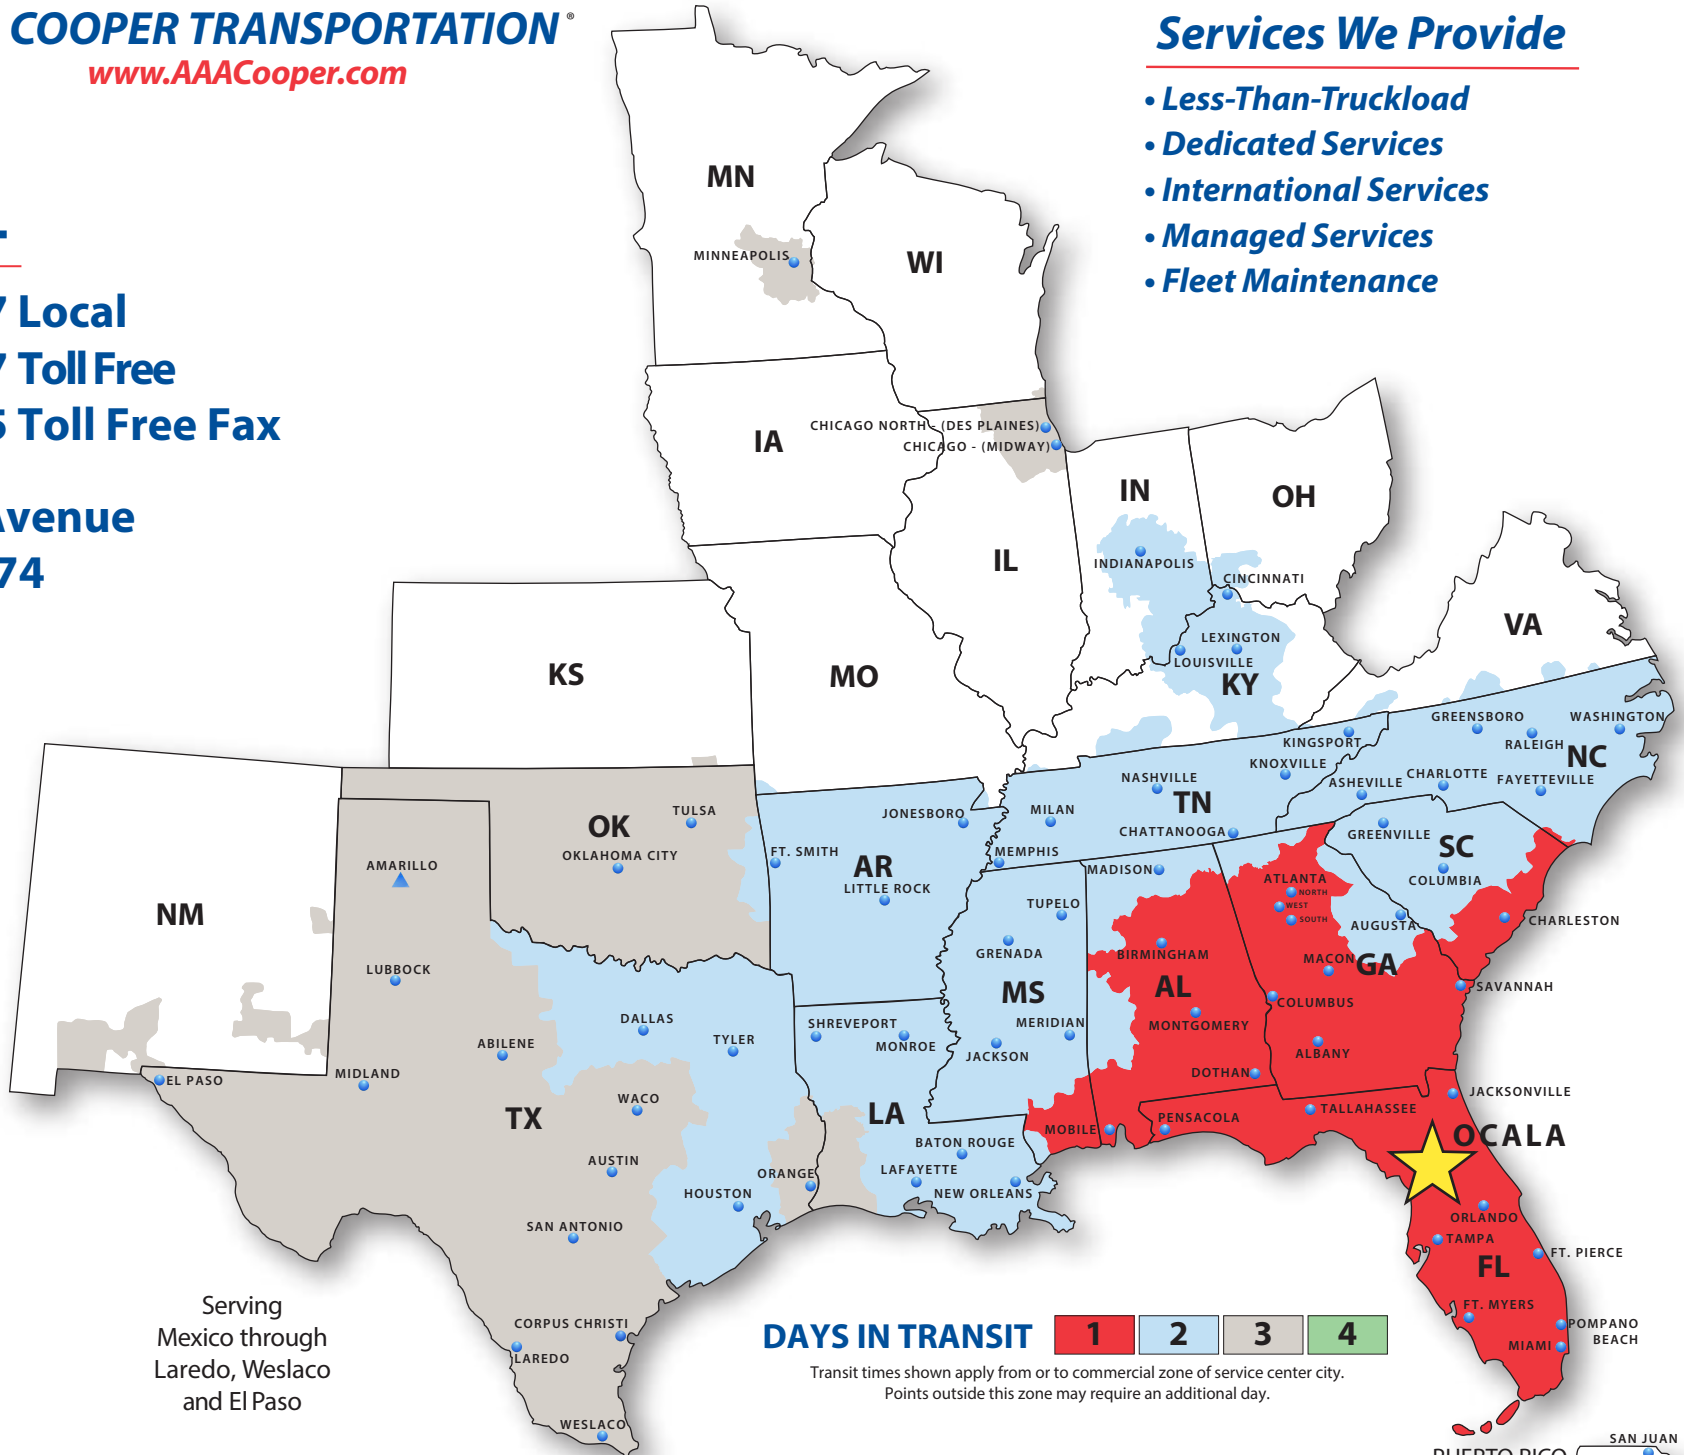 COOPER TRANSPORTATION®
www.AAACooper.com
7 Local
7 Toll Free
5 Toll Free Fax
Avenue
74
Services We Provide
• Less-Than-Truckload
• Dedicated Services
• International Services
• Managed Services
• Fleet Maintenance
MN
MINNEAPOLIS
WI
IA
CHICAGO NORTH - (DES PLAINES)
CHICAGO - (MIDWAY)
IL
IN
INDIANAPOLIS
OH
CINCINNATI
VA
KS
MO
LEXINGTON
LOUISVILLE
KY
NM
OK
TULSA
OKLAHOMA CITY
AMARILLO
LUBBOCK
JONESBORO
FT. SMITH
AR
LITTLE ROCK
KINGSPORT
KNOXVILLE
NASHVILLE
TN
MILAN
CHATTANOOGA
MEMPHIS
GREENSBORO
WASHINGTON
RALEIGH
NC
ASHEVILLE
CHARLOTTE
FAYETTEVILLE
GREENVILLE
SC
COLUMBIA
CHARLESTON
MADISON
TUPELO
GRENADA
MS
MERIDIAN
JACKSON
BIRMINGHAM
AL
MONTGOMERY
DOTHAN
MOBILE
ATLANTA
NORTH
WEST
SOUTH
AUGUSTA
MACON
GA
COLUMBUS
ALBANY
SAVANNAH
DALLAS
TYLER
ABILENE
MIDLAND
EL PASO
TX
WACO
AUSTIN
HOUSTON
ORANGE
SAN ANTONIO
CORPUS CHRISTI
LAREDO
WESLACO
SHREVEPORT
MONROE
LA
BATON ROUGE
LAFAYETTE
NEW ORLEANS
PENSACOLA
TALLAHASSEE
JACKSONVILLE
OCALA
ORLANDO
TAMPA
FT. PIERCE
FL
FT. MYERS
POMPANO
BEACH
MIAMI
Serving
Mexico through
Laredo, Weslaco
and El Paso
DAYS IN TRANSIT 1 2 3 4
Transit times shown apply from or to commercial zone of service center city.
Points outside this zone may require an additional day.
SAN JUAN
PUERTO RICO